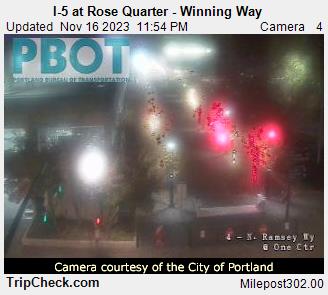 I-5 at Rose Quarter - Winning Way
Updated Nov 16 2023 11:54 PM Camera 4
PBOT
PORTLAND BUREAU OF TRANSPORTATION
4 - N. Ramsey Wy
@ One Ctr
Camera courtesy of the City of Portland
TripCheck.com Milepost302.00